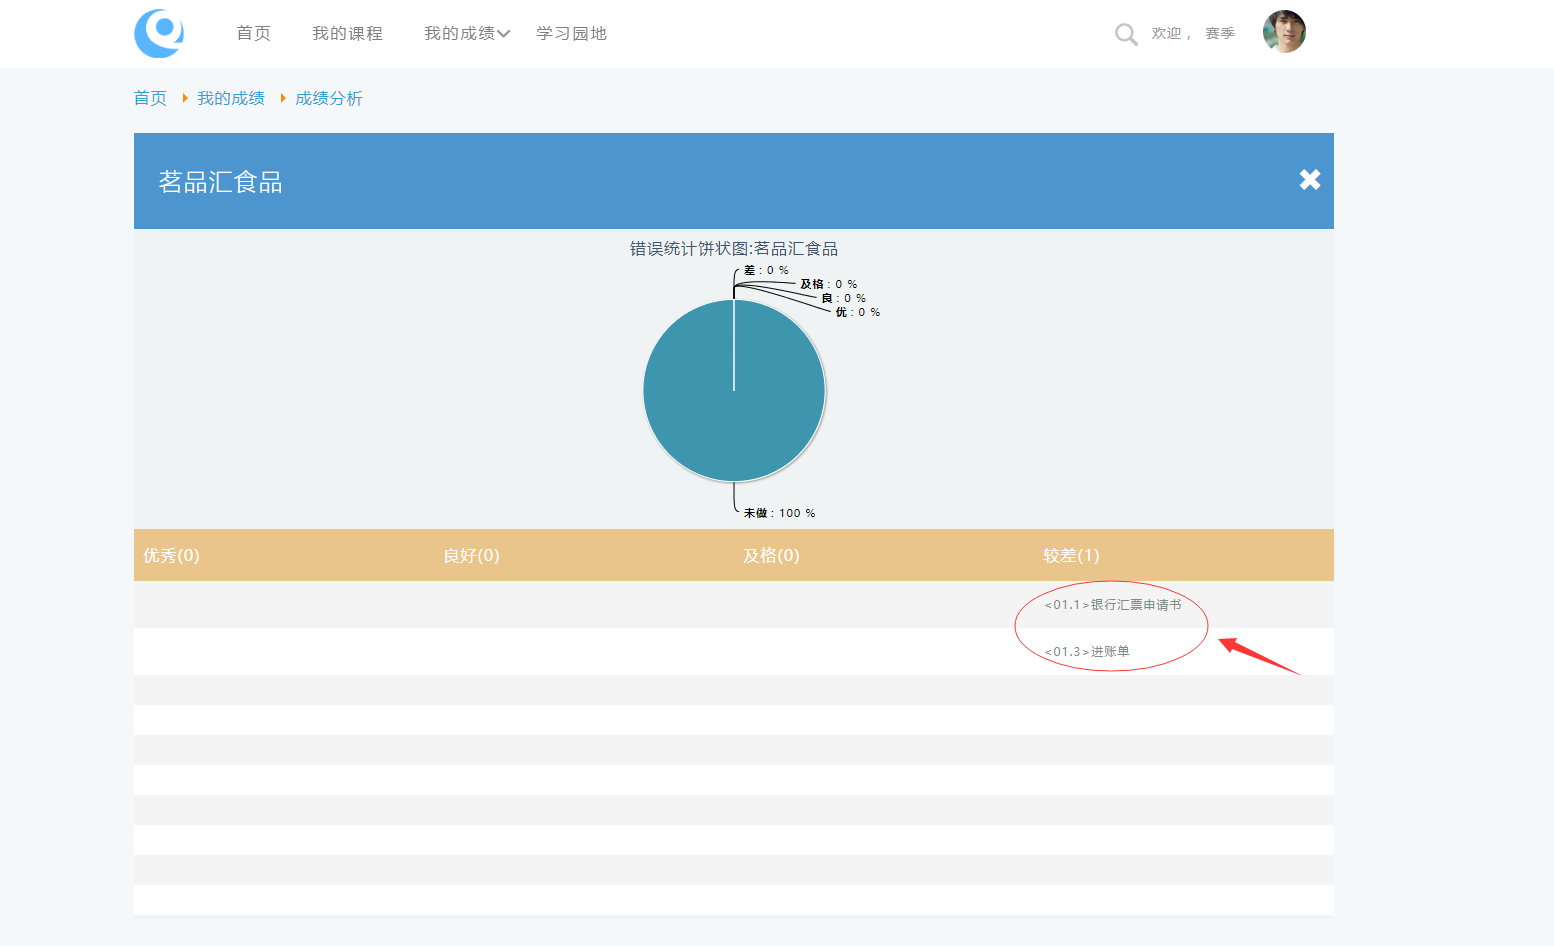 首页 我的课程 我的成绩 学习园地 欢迎， 赛季
首页 我的成绩 成绩分析
茗品汇食品
错误统计饼状图:茗品汇食品
差 : 0 %
及格 : 0 %
良 : 0 %
优 : 0 %
未做 : 100 %
优秀(0) 良好(0) 及格(0) 较差(1)
<01.1>银行汇票申请书
<01.3>进账单